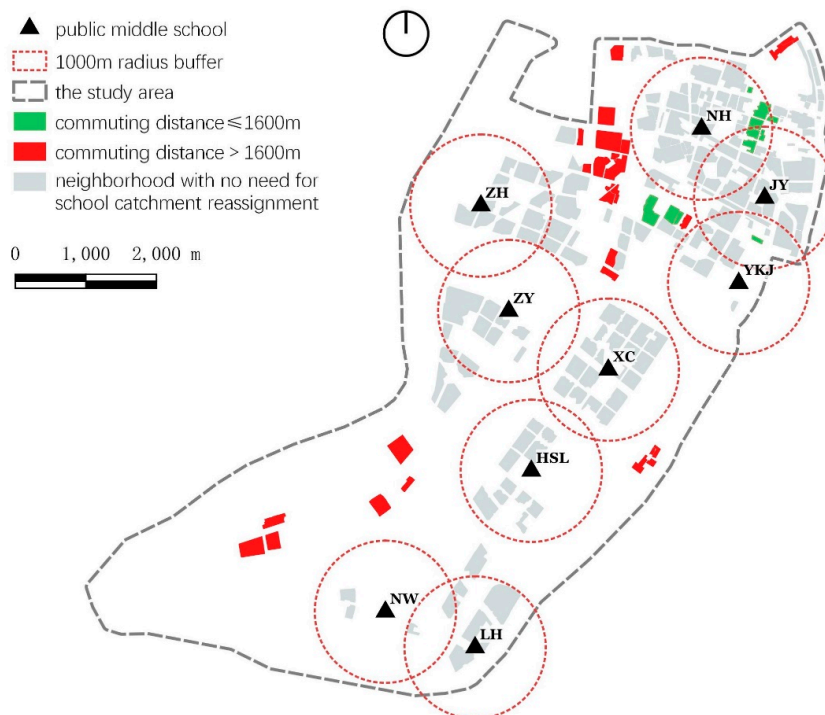 public middle school
1000m radius buffer
the study area
commuting distance≤1600m
commuting distance > 1600m
neighborhood with no need for
school catchment reassignment
0 1,000 2,000 m
NH
JY
ZH
YKJ
ZY
XC
HSL
NW
LH